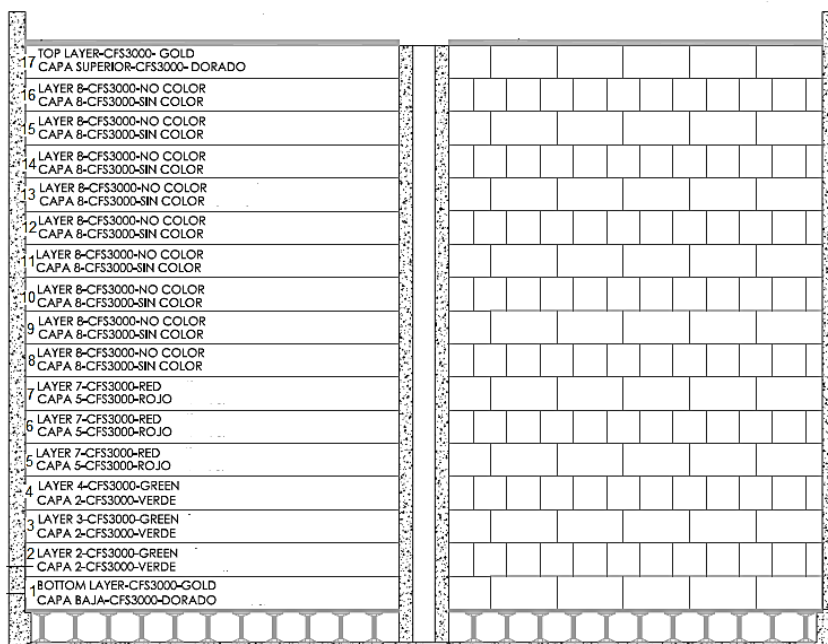 17 TOP LAYER-CFS3000- GOLD
CAPA SUPERIOR-CFS3000- DORADO
16 LAYER 8-CFS3000-NO COLOR
CAPA 8-CFS3000-SIN COLOR
15 LAYER 8-CFS3000-NO COLOR
CAPA 8-CFS3000-SIN COLOR
14 LAYER 8-CFS3000-NO COLOR
CAPA 8-CFS3000-SIN COLOR
13 LAYER 8-CFS3000-NO COLOR
CAPA 8-CFS3000-SIN COLOR
12 LAYER 8-CFS3000-NO COLOR
CAPA 8-CFS3000-SIN COLOR
11 LAYER 8-CFS3000-NO COLOR
CAPA 8-CFS3000-SIN COLOR
10 LAYER 8-CFS3000-NO COLOR
CAPA 8-CFS3000-SIN COLOR
9 LAYER 8-CFS3000-NO COLOR
CAPA 8-CFS3000-SIN COLOR
8 LAYER 8-CFS3000-NO COLOR
CAPA 8-CFS3000-SIN COLOR
7 LAYER 7-CFS3000-RED
CAPA 5-CFS3000-ROJO
6 LAYER 7-CFS3000-RED
CAPA 5-CFS3000-ROJO
5 LAYER 7-CFS3000-RED
CAPA 5-CFS3000-ROJO
4 LAYER 4-CFS3000-GREEN
CAPA 2-CFS3000-VERDE
3 LAYER 3-CFS3000-GREEN
CAPA 2-CFS3000-VERDE
2 LAYER 2-CFS3000-GREEN
CAPA 2-CFS3000-VERDE
1 BOTTOM LAYER-CFS3000-GOLD
CAPA BAJA-CFS3000-DORADO